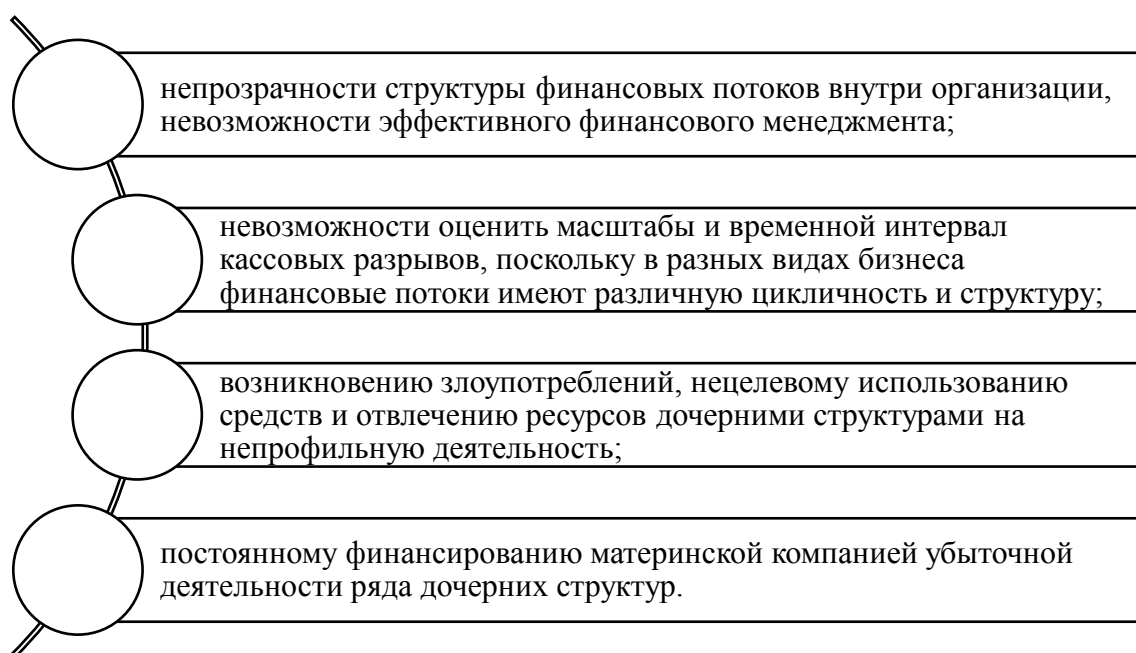 непрозрачности структуры финансовых потоков внутри организации,
невозможности эффективного финансового менеджмента;
невозможности оценить масштабы и временной интервал
кассовых разрывов, поскольку в разных видах бизнеса
финансовые потоки имеют различную цикличность и структуру;
возникновению злоупотреблений, нецелевому использованию
средств и отвлечению ресурсов дочерними структурами на
непрофильную деятельность;
постоянному финансированию материнской компанией убыточной
деятельности ряда дочерних структур.